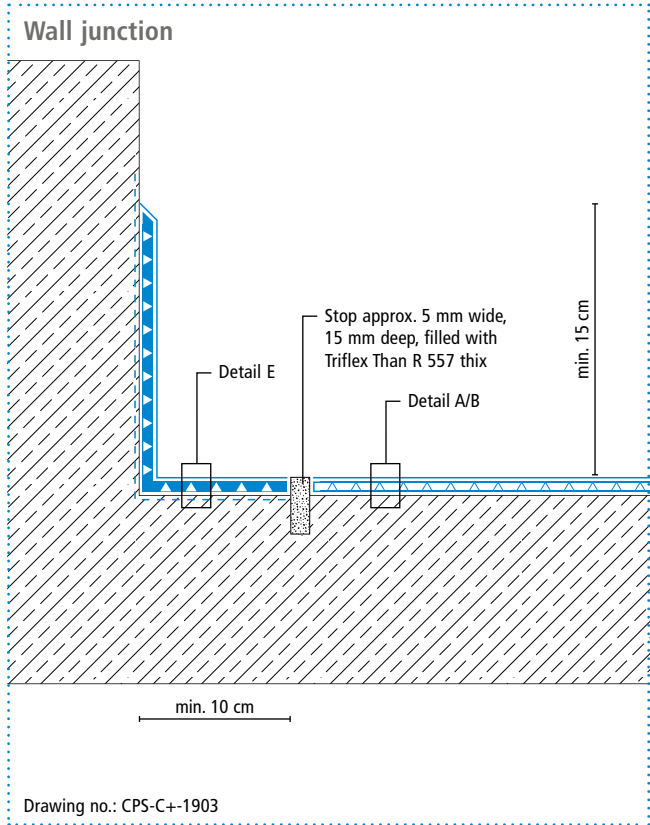 Wall junction
Stop approx. 5 mm wide,
15 mm deep, filled with
Triflex Than R 557 thix
min. 15 cm
Detail E
Detail A/B
min. 10 cm
Drawing no.: CPS-C+-1903